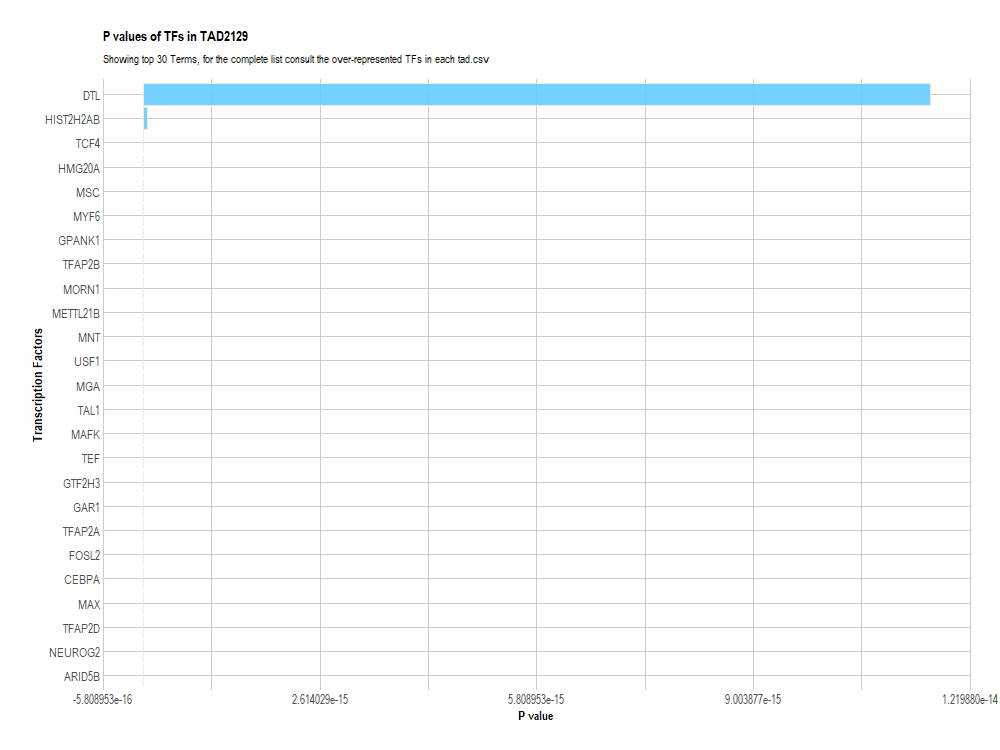 P values of TFs in TAD2129
Showing top 30 Terms, for the complete list consult the over-represented TFs in each tad.csv
Transcription Factors
DTL
HIST2H2AB
TCF4
HMG20A
MSC
MYF6
GPANK1
TFAP2B
MORN1
METTL21B
MNT
USF1
MGA
TAL1
MAFK
TEF
GTF2H3
GAR1
TFAP2A
FOSL2
CEBPA
MAX
TFAP2D
NEUROG2
ARID5B
-5.808953e-16 2.614029e-15 5.808953e-15 9.003877e-15 1.219880e-14
P value